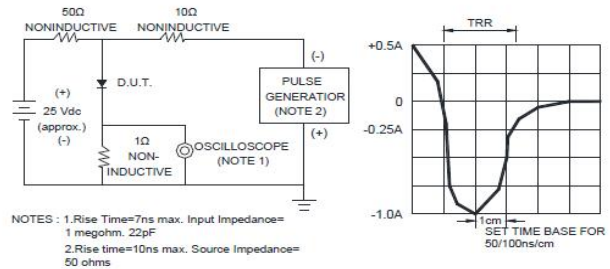 50Ω
NONINDUCTIVE
10Ω
NONINDUCTIVE
(+)
25 Vdc
(approx.)
(-)
D.U.T.
1Ω
NON-
INDUCTIVE
OSCILLOSCOPE
(NOTE 1)
(-)
PULSE
GENERATIOR
(NOTE 2)
(+)
NOTES : 1.Rise Time=7ns max. Input Impedance=
1 megohm. 22pF
2.Rise time=10ns max. Source Impedance=
50 ohms
TRR
+0.5A
0
-0.25A
-1.0A
1cm
SET TIME BASE FOR
50/100ns/cm